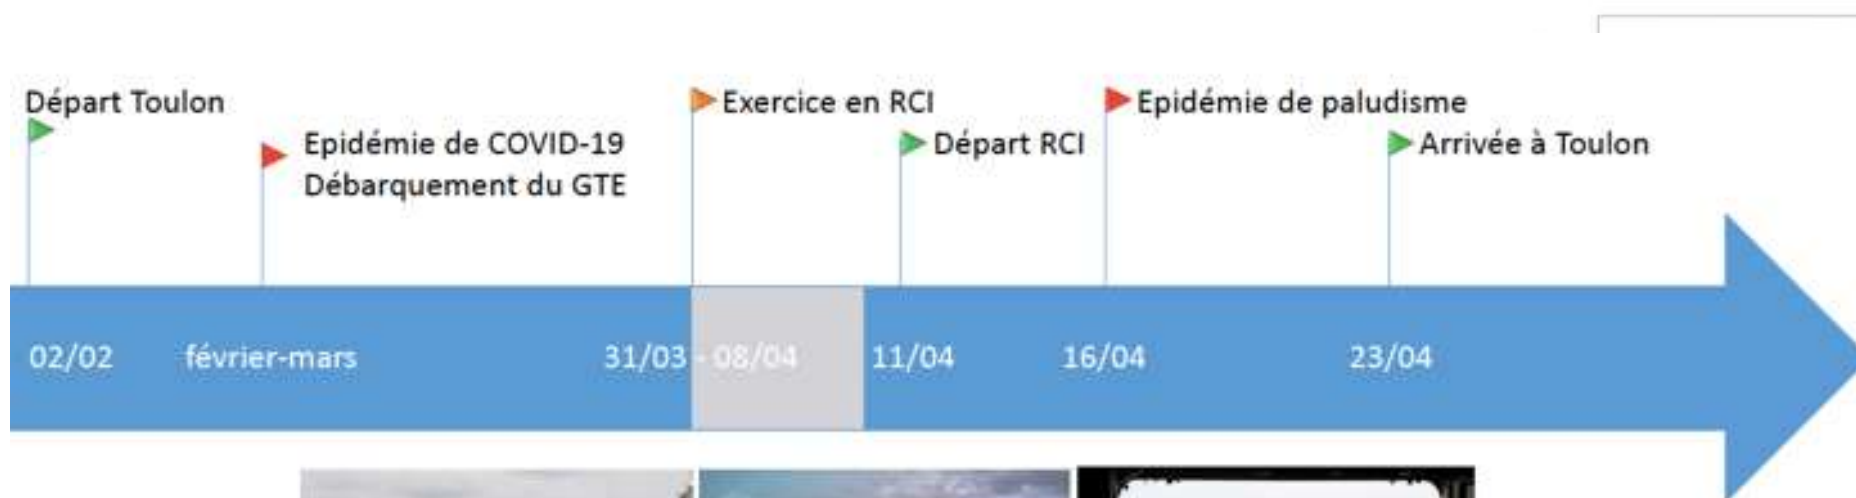 Départ Toulon
Epidémie de COVID-19
Débarquement du GTE
Exercice en RCI
Départ RCI
Epidémie de paludisme
Arrivée à Toulon
02/02
février-mars
31/03 - 08/04
11/04
16/04
23/04